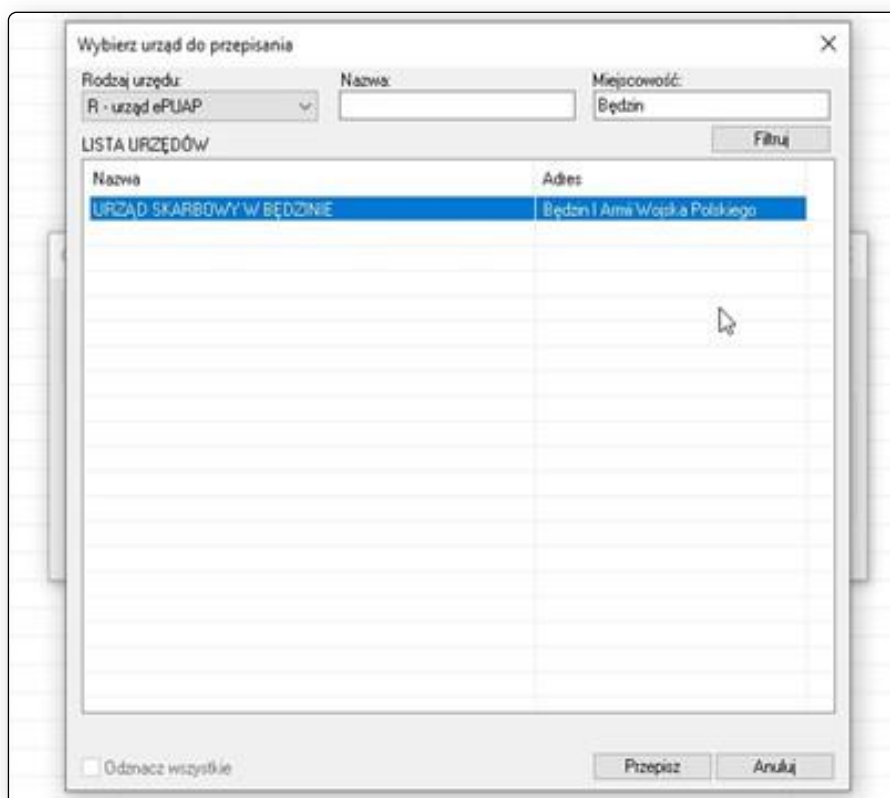 Wybierz urząd do przepisania
Rodzaj urzędu: Nazwa: Miejscowość:
R - urząd ePUAP Będzin
LISTA URZĘDÓW Filtruj
Nazwa Adres
URZĄD SKARBOWY W BĘDZINIE Będzin I Armii Wojska Polskiego
Odznacz wszystkie Przepisz Anuluj